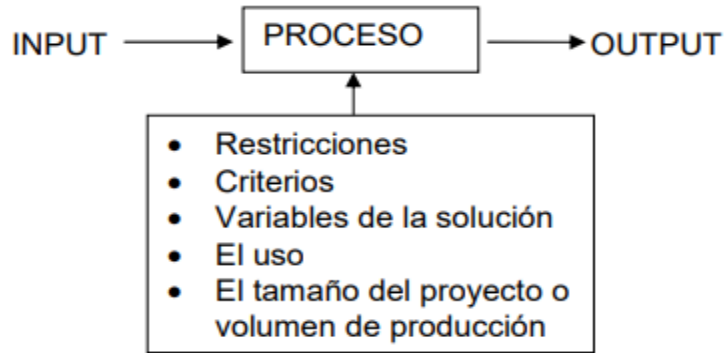 INPUT PROCESO OUTPUT
• Restricciones
• Criterios
• Variables de la solución
• El uso
• El tamaño del proyecto o
volumen de producción